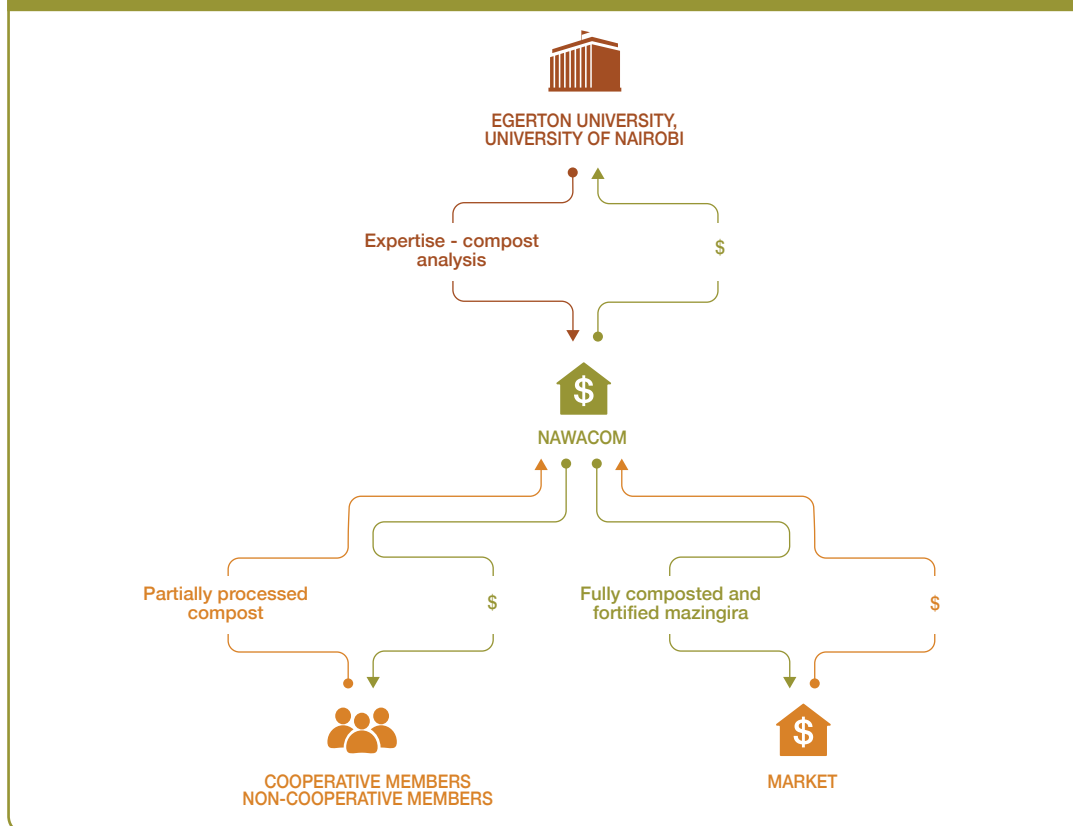 EGERTON UNIVERSITY,
UNIVERSITY OF NAIROBI
Expertise - compost
analysis
$
$
NAWACOM
Partially processed
compost
$
Fully composted and
fortified mazingira
$
$
COOPERATIVE MEMBERS
NON-COOPERATIVE MEMBERS
MARKET